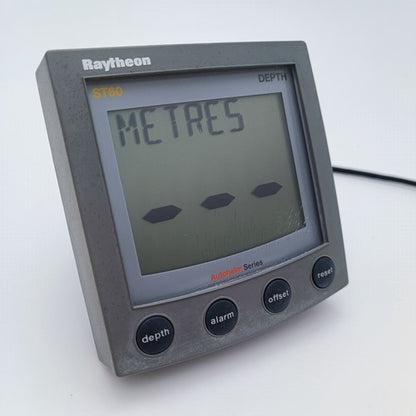 Raytheon
ST60 DEPTH
METRES
- - -
Autohelm Series
depth alarm offset reset